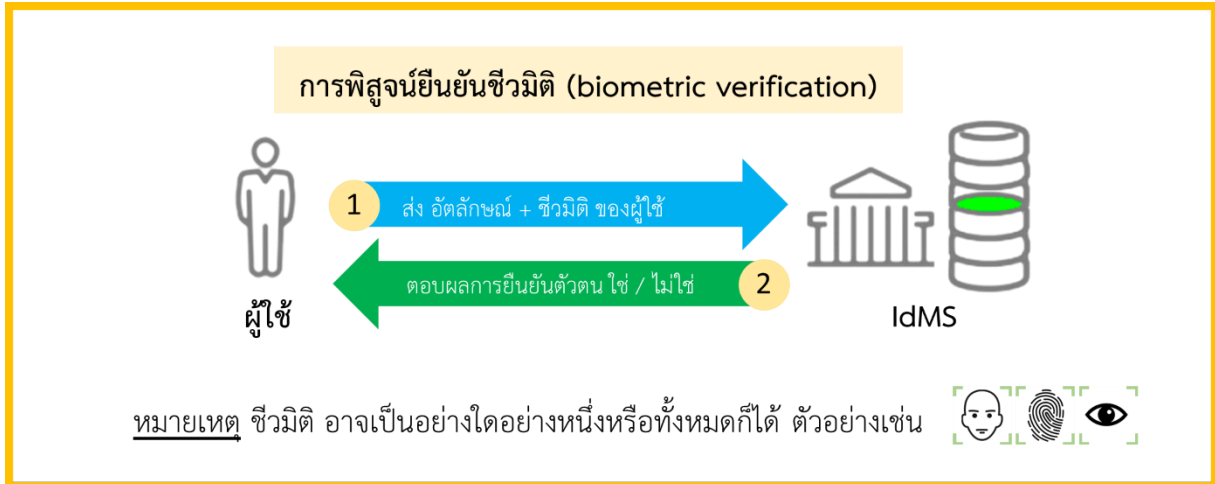 การพิสูจน์ยืนยันชีวมิติ (biometric verification)
1 ส่ง อัตลักษณ์ + ชีวมิติ ของผู้ใช้
ตอบผลการยืนยันตัวตน ใช่ / ไม่ใช่ 2
ผู้ใช้
IdMS
หมายเหตุ ชีวมิติ อาจเป็นอย่างใดอย่างหนึ่งหรือทั้งหมดก็ได้ ตัวอย่างเช่น